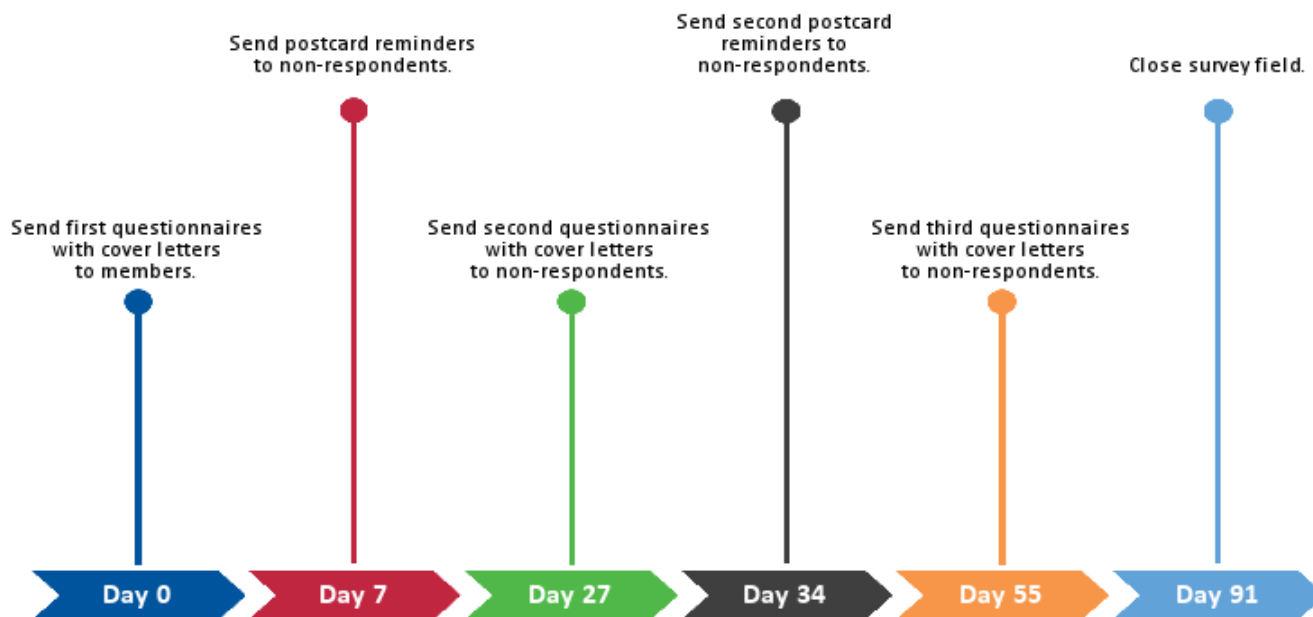 Send first questionnaires
with cover letters
to members.
Send postcard reminders
to non-respondents.
Send second questionnaires
with cover letters
to non-respondents.
Send second postcard
reminders to
non-respondents.
Send third questionnaires
with cover letters
to non-respondents.
Close survey field.
Day 0
Day 7
Day 27
Day 34
Day 55
Day 91